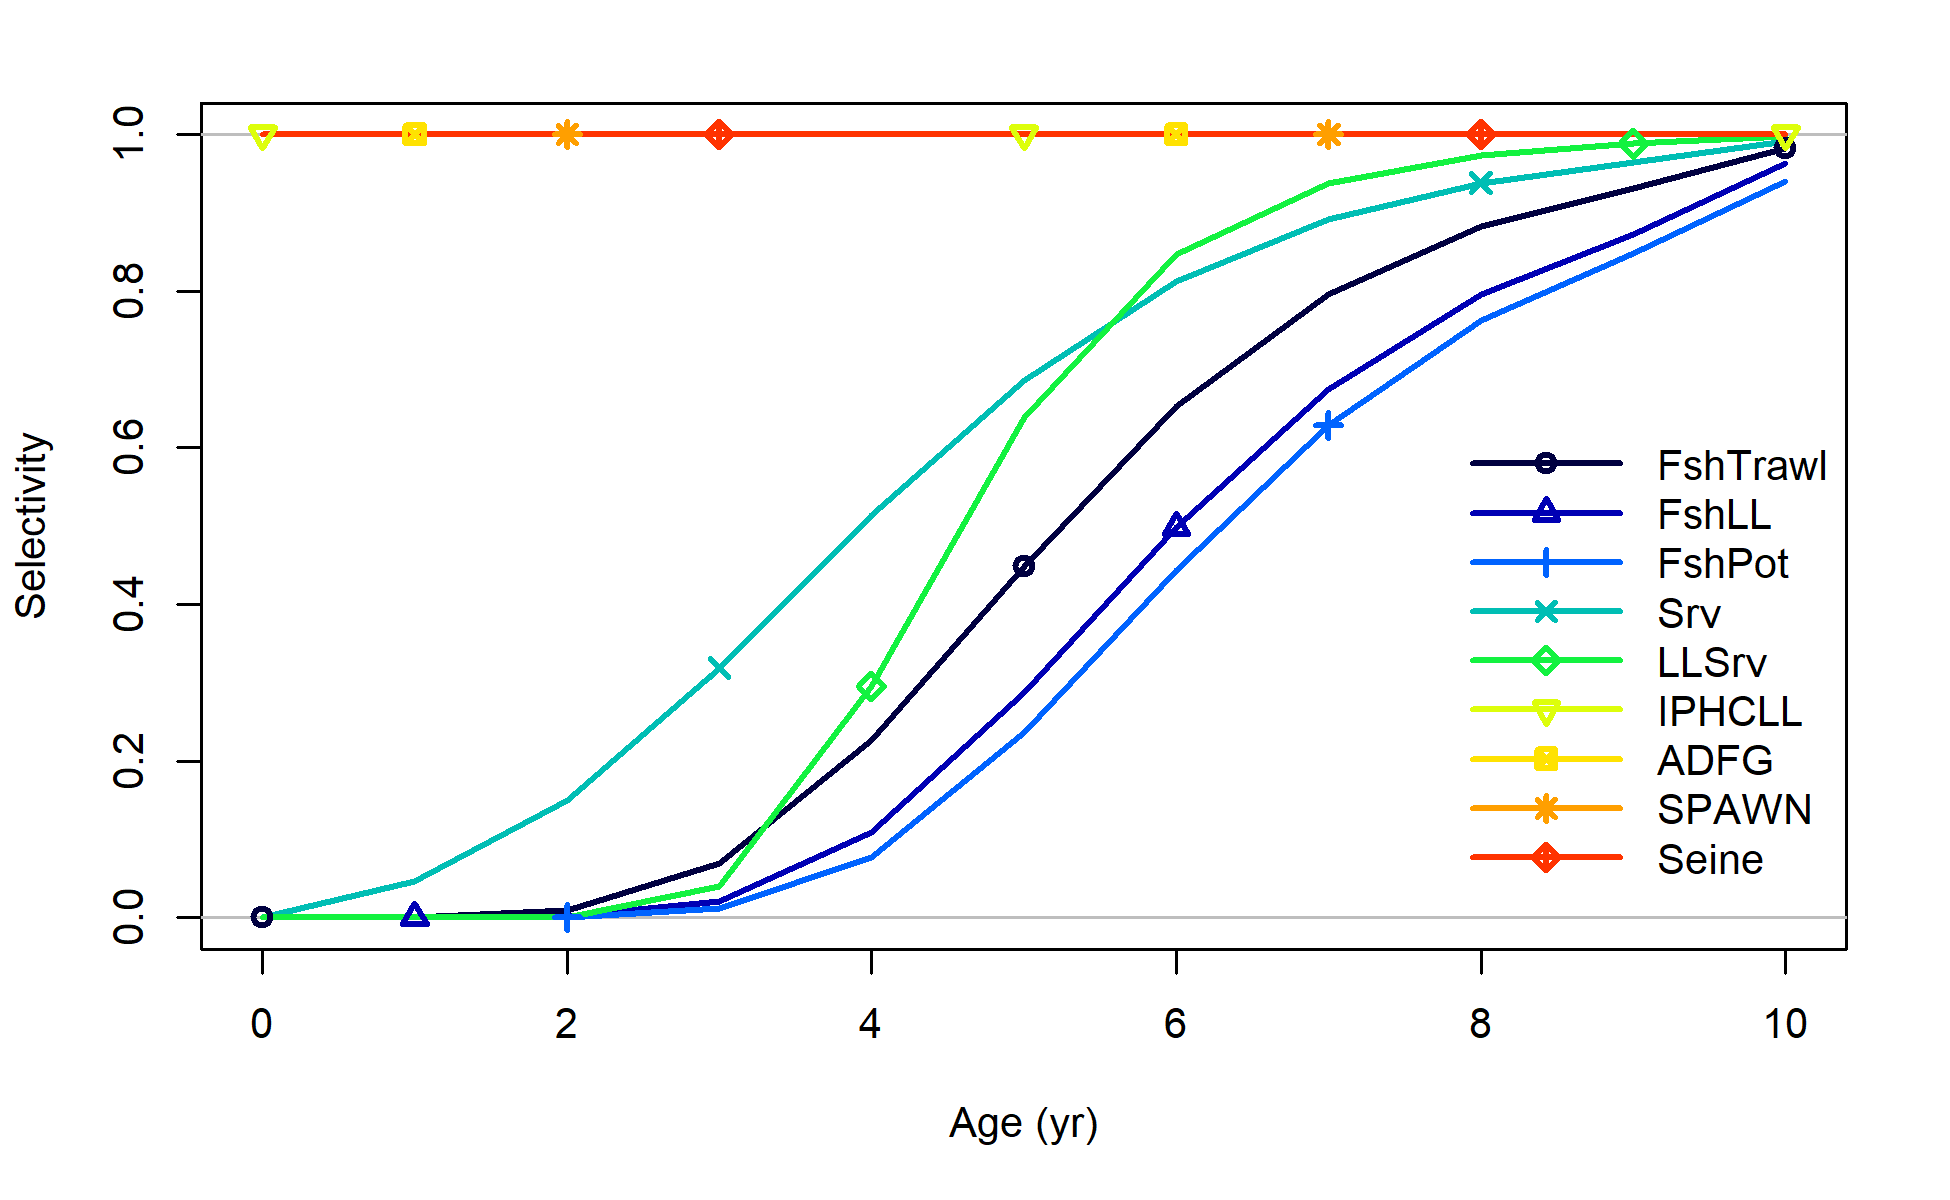 1.0
0.8
0.6
0.4
0.2
0.0
Selectivity
FshTrawl
FshLL
FshPot
Srv
LLSrv
IPHCLL
ADFG
SPAWN
Seine
0 2 4 6 8 10
Age (yr)